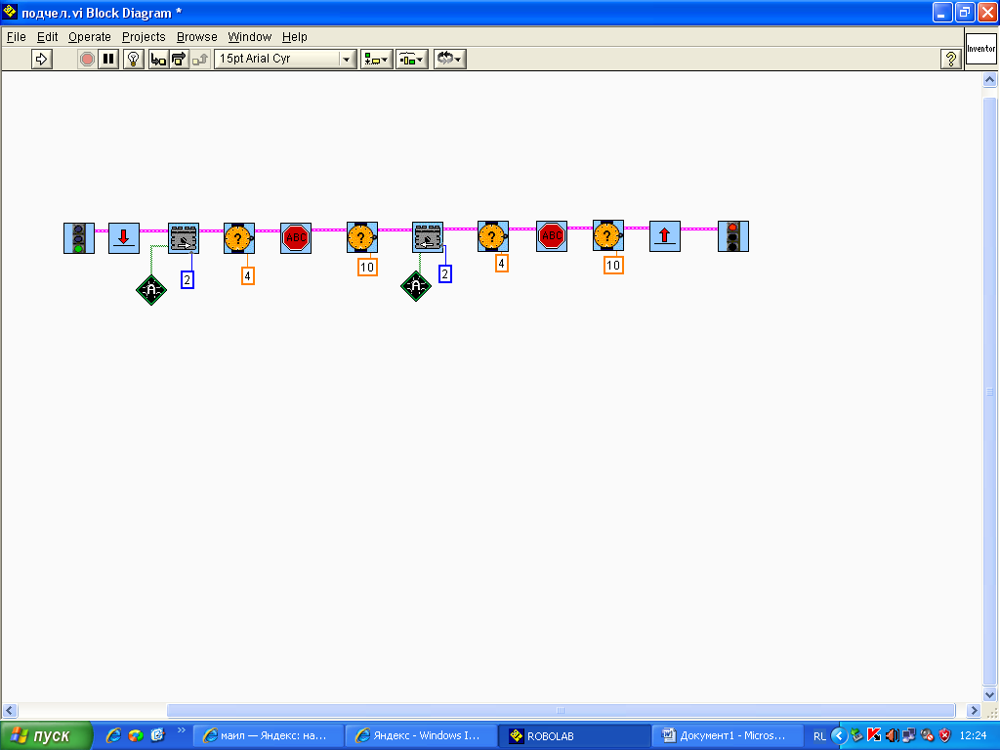 подчел.vi Block Diagram *
File Edit Operate Projects Browse Window Help
15pt Arial Cyr
Inventor
?
? ABC ? ? ABC ?
A 2 4 10 A 2 4 10
пуск
маил — Яндекс: на...
Яндекс - Windows I...
ROBOLAB
Документ1 - Micros...
RL
12:24